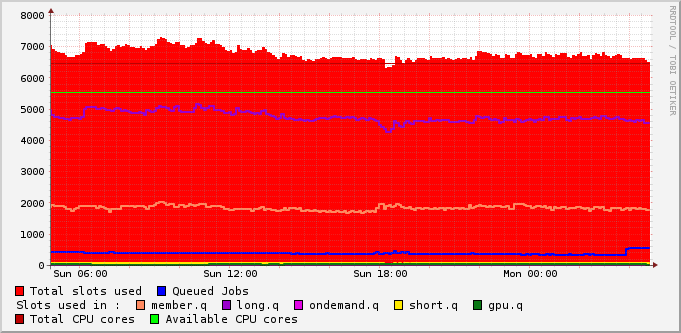 8000
7000
6000
5000
4000
3000
2000
1000
0
Sun 06:00 Sun 12:00 Sun 18:00 Mon 00:00
Total slots used Queued Jobs
Slots used in : member.q long.q ondemand.q short.q gpu.q
Total CPU cores Available CPU cores
RRDTOOL / TOBI OETIKER